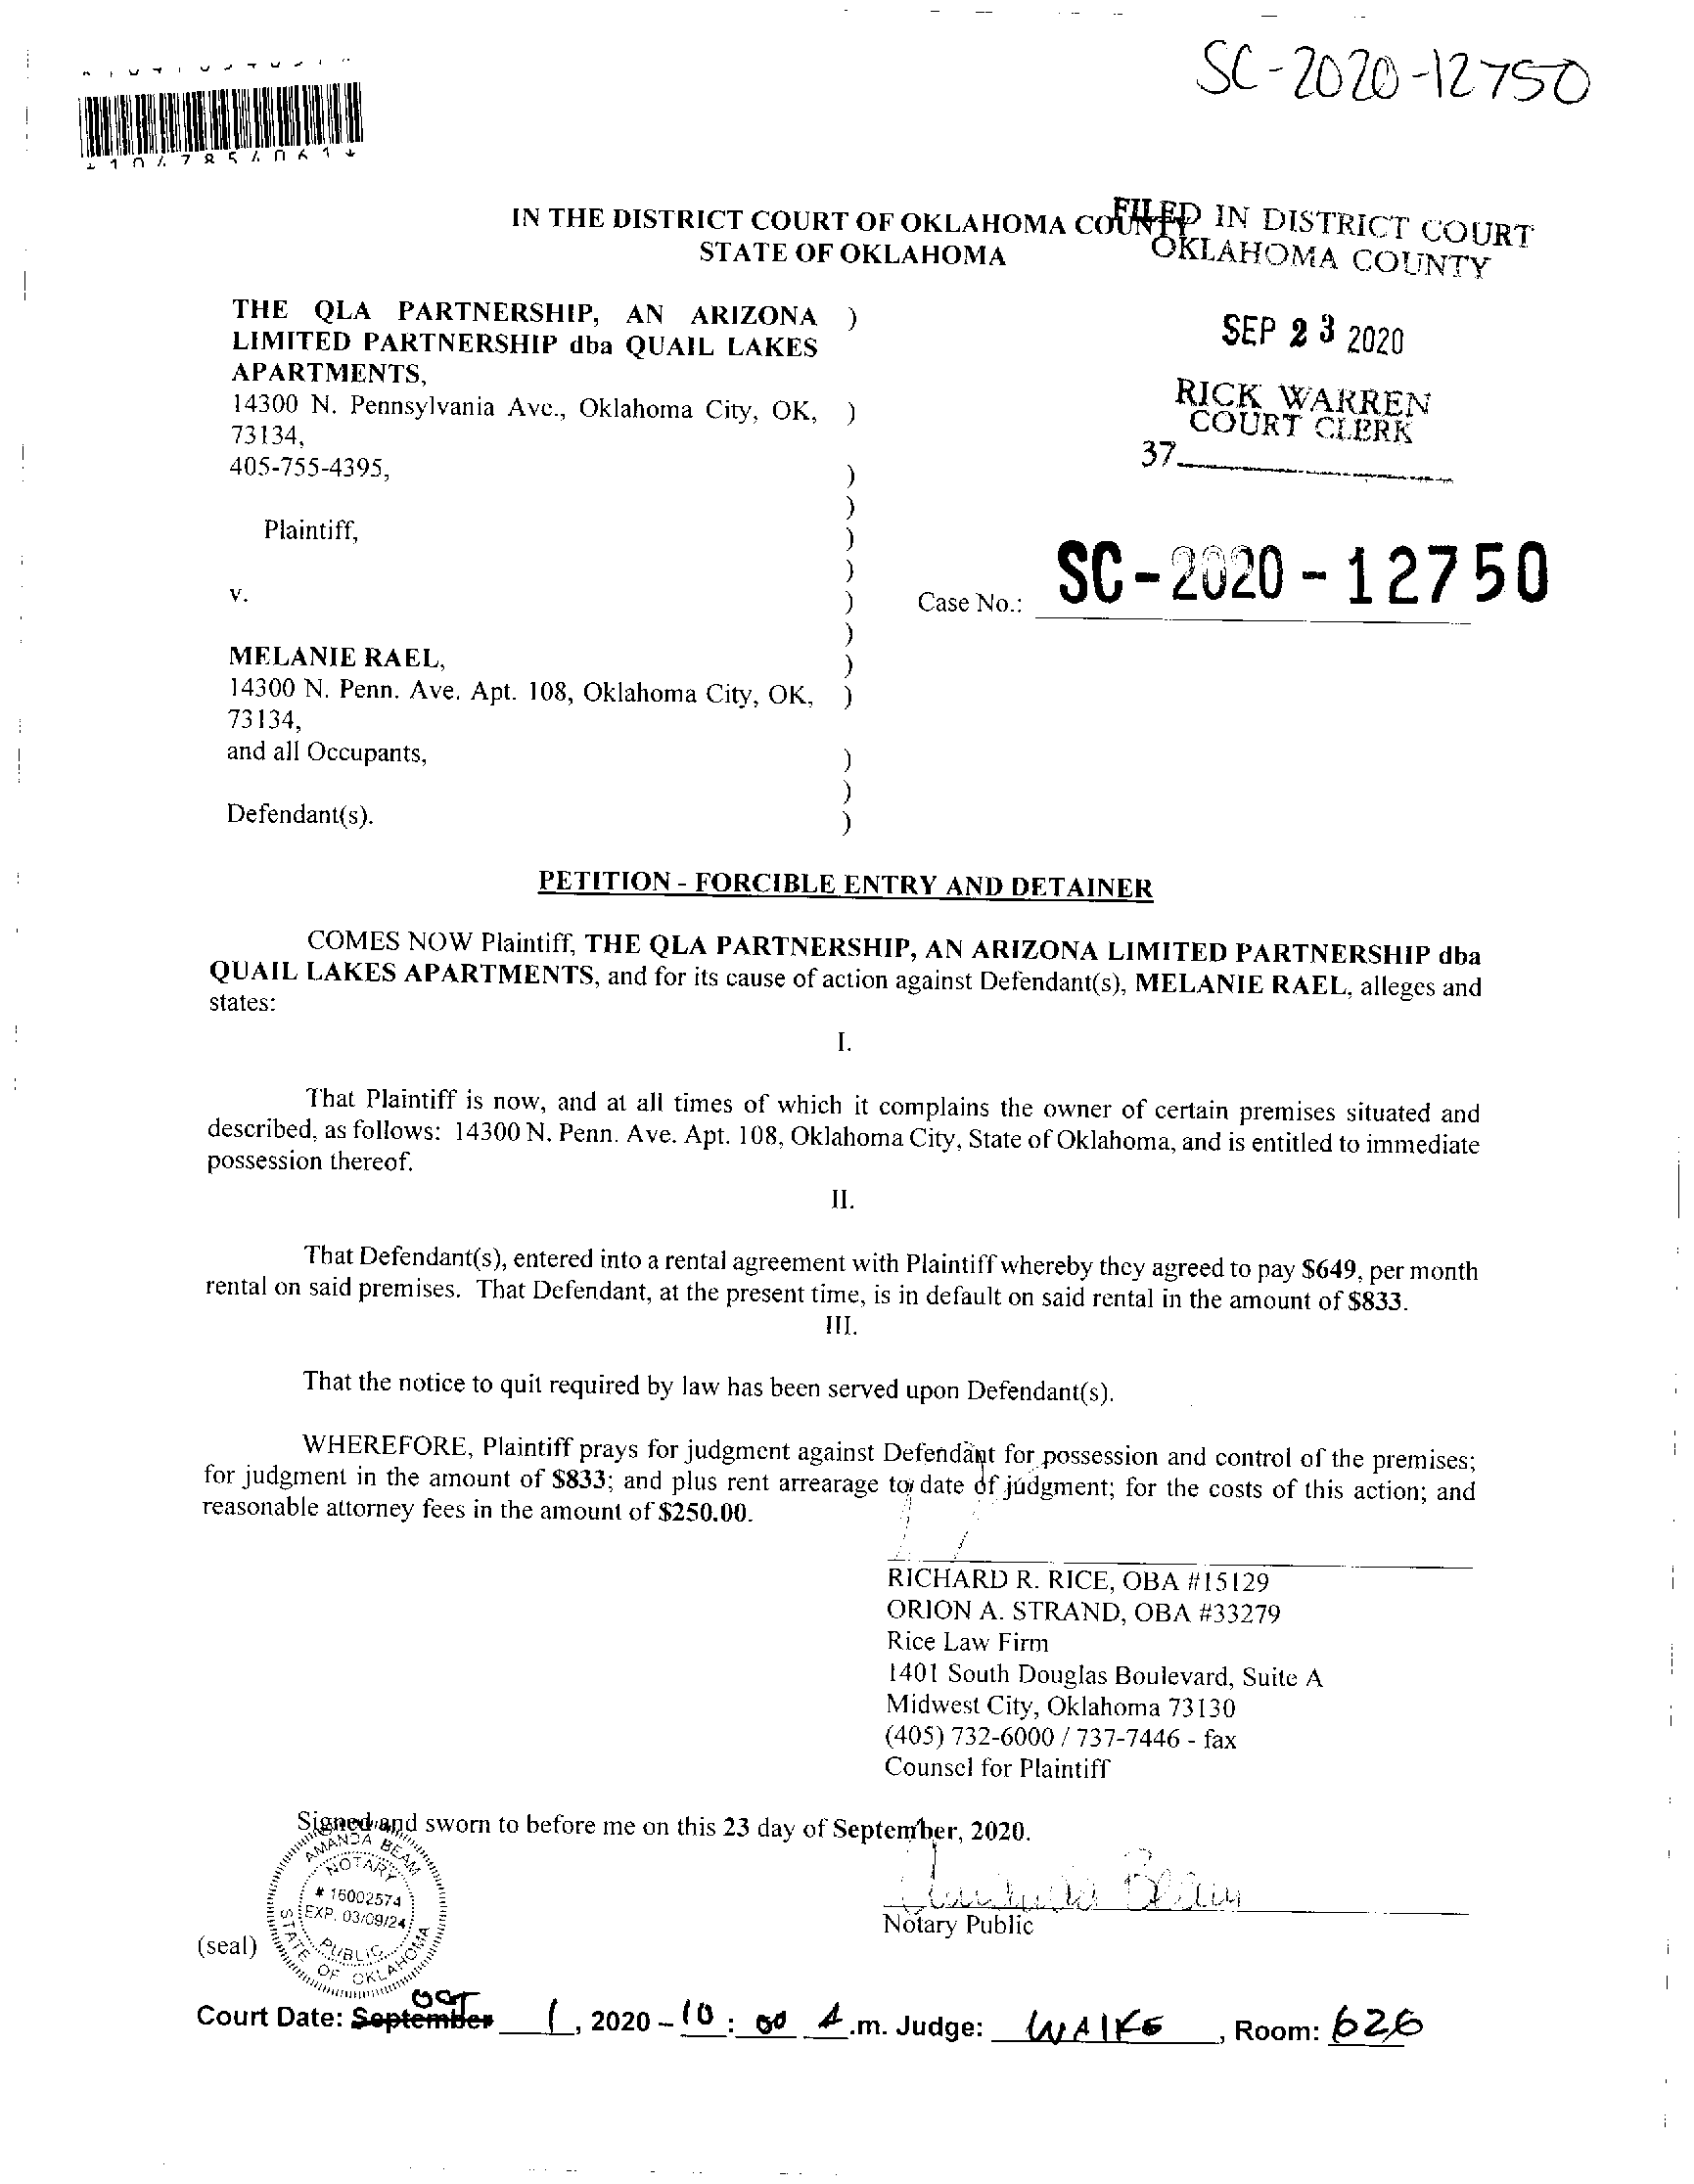 SC-2020-12750
IN THE DISTRICT COURT OF OKLAHOMA COUNTY
STATE OF OKLAHOMA
FILED IN DISTRICT COURT
OKLAHOMA COUNTY
SEP 23 2020
RICK WARREN
COURT CLERK
37
THE QLA PARTNERSHIP, AN ARIZONA )
LIMITED PARTNERSHIP dba QUAIL LAKES
APARTMENTS,
14300 N. Pennsylvania Ave., Oklahoma City, OK, )
73134,
405-755-4395, )
)
Plaintiff, )
)
v. )
Case No.: SC-2020-12750
)
MELANIE RAEL, )
14300 N. Penn. Ave. Apt. 108, Oklahoma City, OK, )
73134,
and all Occupants, )
)
Defendant(s). )
PETITION - FORCIBLE ENTRY AND DETAINER
COMES NOW Plaintiff, THE QLA PARTNERSHIP, AN ARIZONA LIMITED PARTNERSHIP dba
QUAIL LAKES APARTMENTS, and for its cause of action against Defendant(s), MELANIE RAEL, alleges and
states:
I.
That Plaintiff is now, and at all times of which it complains the owner of certain premises situated and
described, as follows: 14300 N. Penn. Ave. Apt. 108, Oklahoma City, State of Oklahoma, and is entitled to immediate
possession thereof.
II.
That Defendant(s), entered into a rental agreement with Plaintiff whereby they agreed to pay $649, per month
rental on said premises. That Defendant, at the present time, is in default on said rental in the amount of $833.
III.
That the notice to quit required by law has been served upon Defendant(s).
WHEREFORE, Plaintiff prays for judgment against Defendant for possession and control of the premises;
for judgment in the amount of $833; and plus rent arrearage to date of judgment; for the costs of this action; and
reasonable attorney fees in the amount of $250.00.
RICHARD R. RICE, OBA #15129
ORION A. STRAND, OBA #33279
Rice Law Firm
1401 South Douglas Boulevard, Suite A
Midwest City, Oklahoma 73130
(405) 732-6000 / 737-7446 - fax
Counsel for Plaintiff
Signed and sworn to before me on this 23 day of September, 2020.
AMANDA BEAM
NOTARY
# 16002574
EXP. 03/09/24
PUBLIC
STATE OF OKLAHOMA
Amanda Beam
Notary Public
(seal)
OCT
Court Date: September 1, 2020 - 10 : 00 A.m. Judge: WALKE, Room: 626